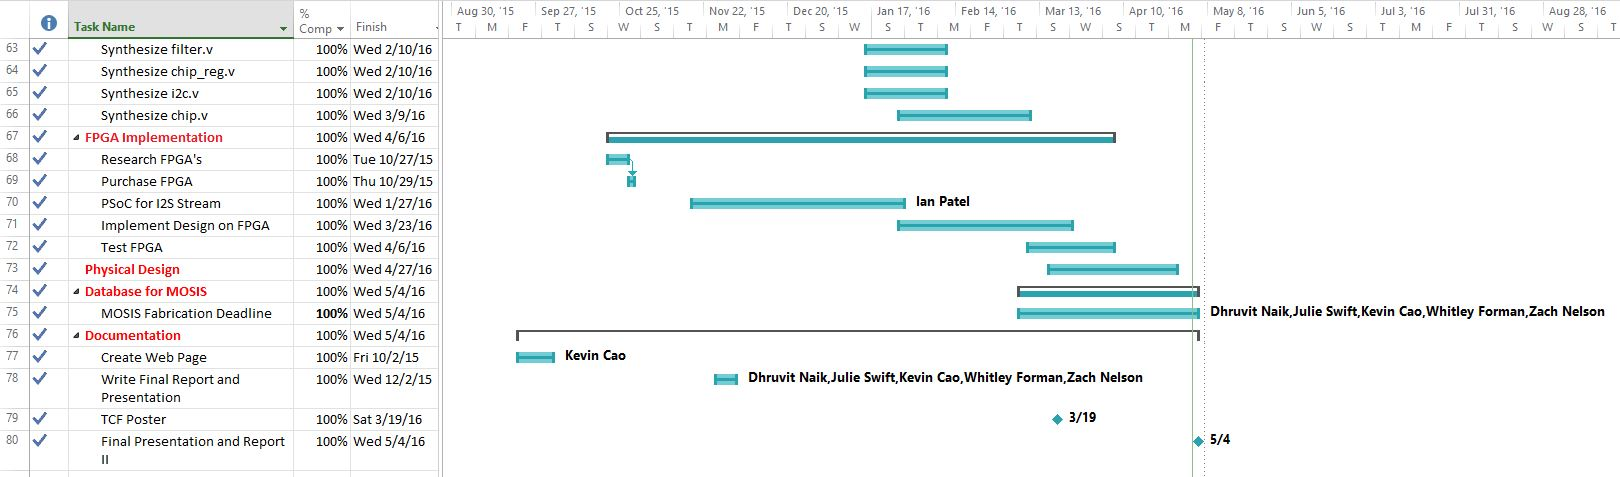 % Aug 30, '15 Sep 27, '15 Oct 25, '15 Nov 22, '15 Dec 20, '15 Jan 17, '16 Feb 14, '16 Mar 13, '16 Apr 10, '16 May 8, '16 Jun 5, '16 Jul 3, '16 Jul 31, '16 Aug 28, '16
Task Name Comp Finish T M F T S W S T M F T S W S T M F T S W S T M F T S W S T
63 Synthesize filter.v 100% Wed 2/10/16
64 Synthesize chip_reg.v 100% Wed 2/10/16
65 Synthesize i2c.v 100% Wed 2/10/16
66 Synthesize chip.v 100% Wed 3/9/16
67 FPGA Implementation 100% Wed 4/6/16
68 Research FPGA's 100% Tue 10/27/15
69 Purchase FPGA 100% Thu 10/29/15
70 PSoC for I2S Stream 100% Wed 1/27/16 Ian Patel
71 Implement Design on FPGA 100% Wed 3/23/16
72 Test FPGA 100% Wed 4/6/16
73 Physical Design 100% Wed 4/27/16
74 Database for MOSIS 100% Wed 5/4/16
75 MOSIS Fabrication Deadline 100% Wed 5/4/16 Dhruvit Naik,Julie Swift,Kevin Cao,Whitley Forman,Zach Nelson
76 Documentation 100% Wed 5/4/16
77 Create Web Page 100% Fri 10/2/15 Kevin Cao
78 Write Final Report and 100% Wed 12/2/15 Dhruvit Naik,Julie Swift,Kevin Cao,Whitley Forman,Zach Nelson
Presentation
79 TCF Poster 100% Sat 3/19/16 3/19
80 Final Presentation and Report 100% Wed 5/4/16 5/4
II